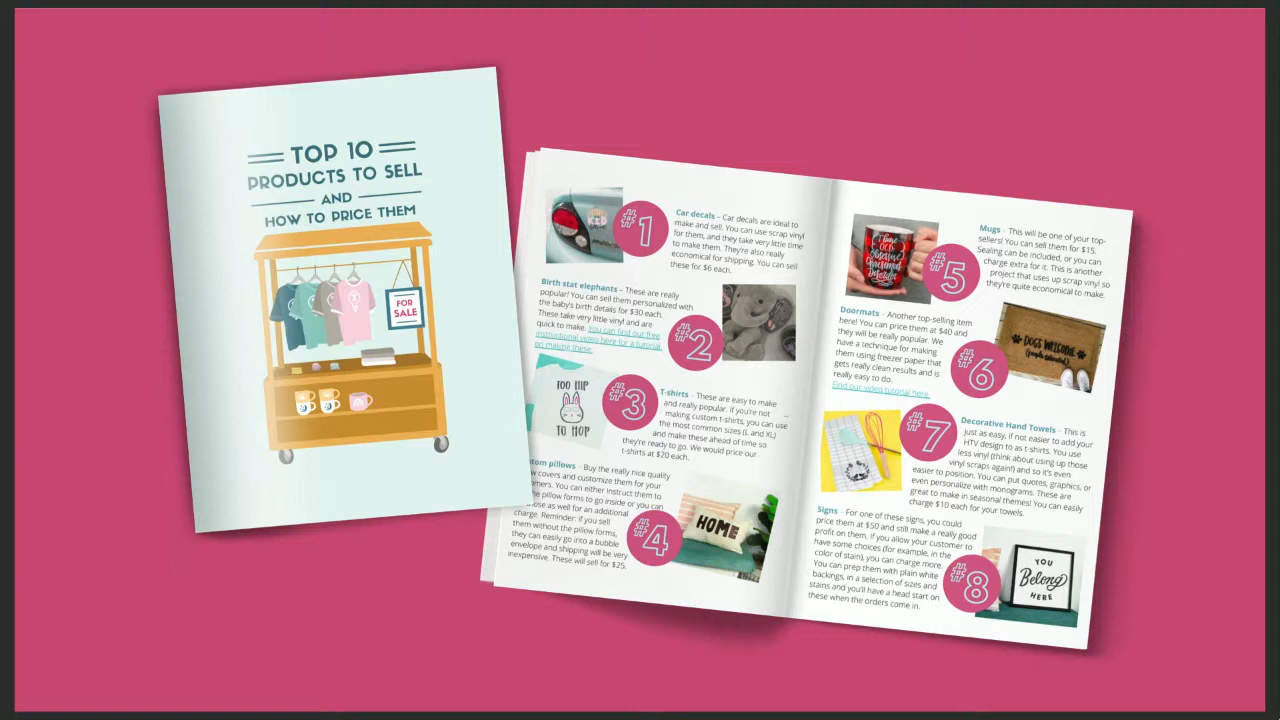 TOP 10
PRODUCTS TO SELL
AND
HOW TO PRICE THEM
FOR
SALE
#1
Car decals – Car decals are ideal to
make and sell. You can use scrap vinyl
for them, and they take very little time
to make them. They're also really
economical for shipping. You can sell
these for $6 each.
Birth stat elephants – These are really
popular! You can sell them personalized with
the baby's birth details for $30 each.
These take very little vinyl and are
quick to make. You can find our free
instructional video here for a tutorial
on making these.
#2
TOO HIP
TO HOP
#3
T-shirts – These are easy to make
and really popular. if you're not
making custom t-shirts, you can use
the most common sizes (L and XL)
and make these ahead of time so
they're ready to go. We would price our
t-shirts at $20 each.
pillows – Buy the really nice quality
covers and customize them for your
You can either instruct them to
pillow forms to go inside or you can
as well for an additional
charge. Reminder: if you sell
them without the pillow forms,
they can easily go into a bubble
envelope and shipping will be very
inexpensive. These will sell for $25.
#4
HOME
#5
Mugs – This will be one of your top-
sellers! You can sell them for $15.
Sealing can be included, or you can
charge extra for it. This is another
project that uses up scrap vinyl so
they're quite economical to make.
I have
OCD
Obsessive
Christmas
Disorder
Doormats – Another top-selling item
here! You can price them at $40 and
they will be really popular. We
have a technique for making
them using freezer paper that
gets really clean results and is
really easy to do.
Find our video tutorial here.
#6
DOGS WELCOME
#7
Decorative Hand Towels – This is
just as easy, if not easier to add your
HTV design to as t-shirts. You use
less vinyl (think about using up those
vinyl scraps again!) and so it's even
easier to position. You can put quotes, graphics, or
even personalize with monograms. These are
great to make in seasonal themes! You can easily
charge $10 each for your towels.
Signs – For one of these signs, you could
price them at $50 and still make a really good
profit on them. If you allow your customer to
have some choices (for example, in the
color of stain), you can charge more.
You can prep them with plain white
backings, in a selection of sizes and
stains and you'll have a head start on
these when the orders come in.
#8
YOU
Belong
HERE